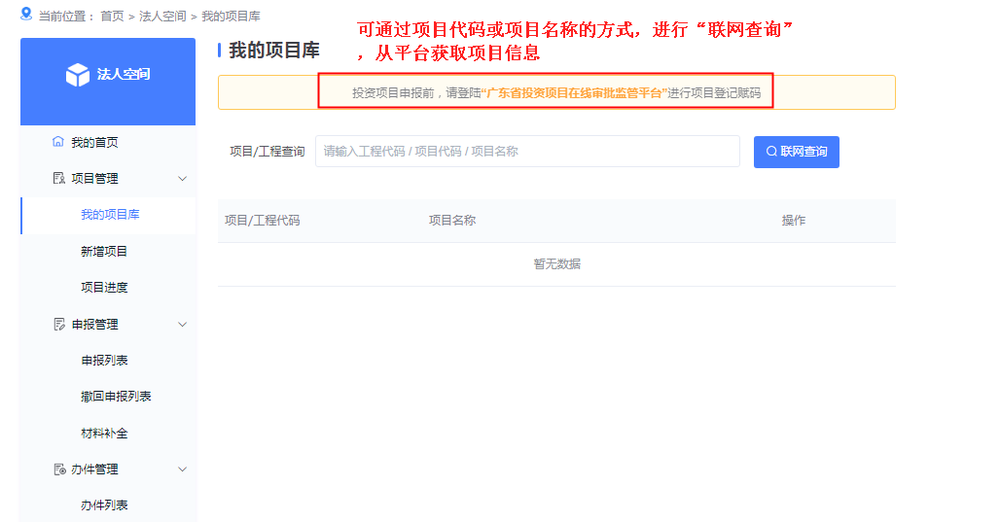 当前位置： 首页 > 法人空间 > 我的项目库
可通过项目代码或项目名称的方式，进行“联网查询”
，从平台获取项目信息
法人空间
我的项目库
投资项目申报前，请登陆“广东省投资项目在线审批监管平台”进行项目登记赋码
我的首页
项目/工程查询 请输入工程代码 / 项目代码 / 项目名称 联网查询
项目管理
我的项目库
项目/工程代码 项目名称 操作
新增项目
暂无数据
项目进度
申报管理
申报列表
撤回申报列表
材料补全
办件管理
办件列表